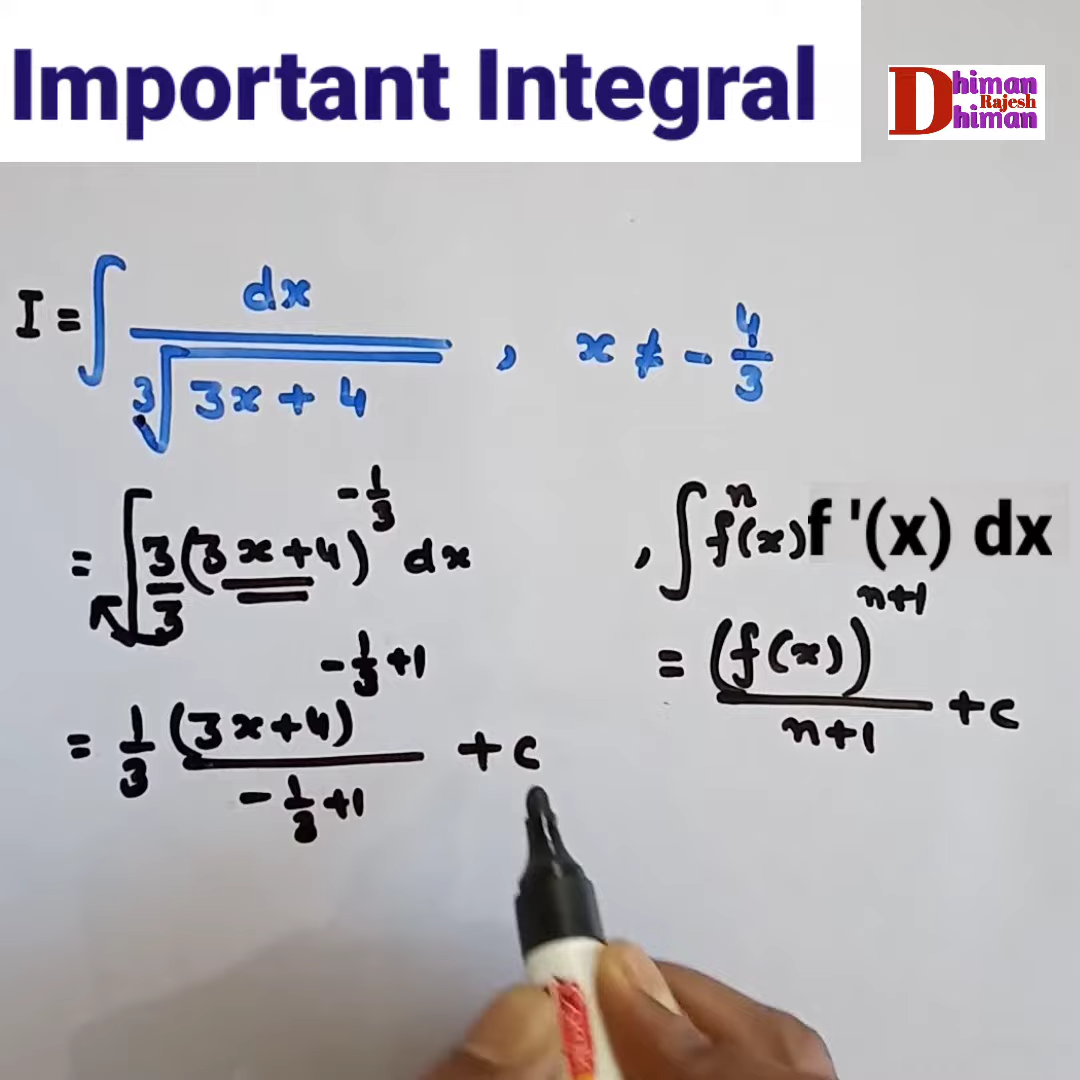 Important Integral
Dhiman
Rajesh
Dhiman
I = ∫ dx / ∛(3x + 4) , x ≠ - 4/3
= ∫ 3/3 (3x+4)^(-1/3) dx
, ∫ f^n(x) f '(x) dx
= (f(x))^(n+1) / (n+1) + c
= 1/3 (3x+4)^(-1/3 +1) / (-1/3 +1) + c